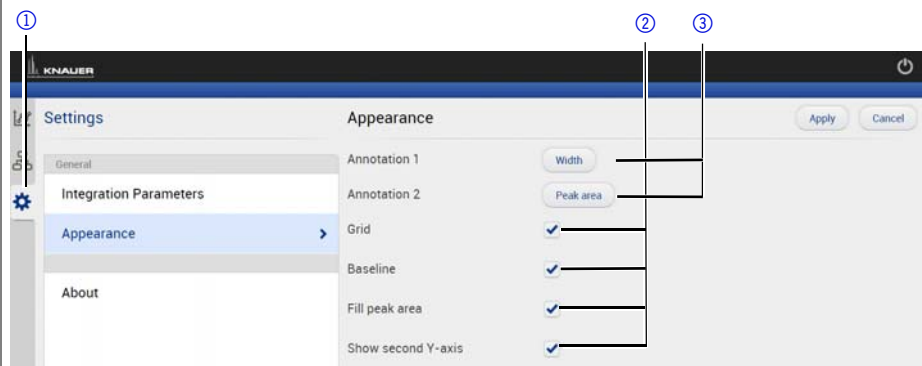 ① ② ③
KNAUER
Settings Appearance Apply Cancel
General Annotation 1 Width
Integration Parameters Annotation 2 Peak area
Appearance Grid
Baseline
About Fill peak area
Show second Y-axis